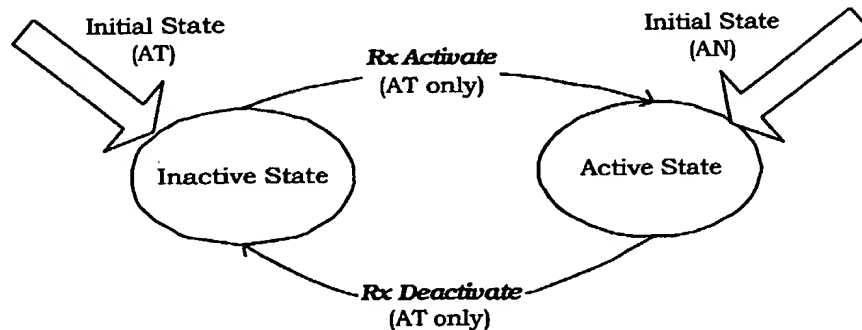 Initial State
(AT)
Initial State
(AN)
Rx Activate
(AT only)
Inactive State
Active State
Rx Deactivate
(AT only)